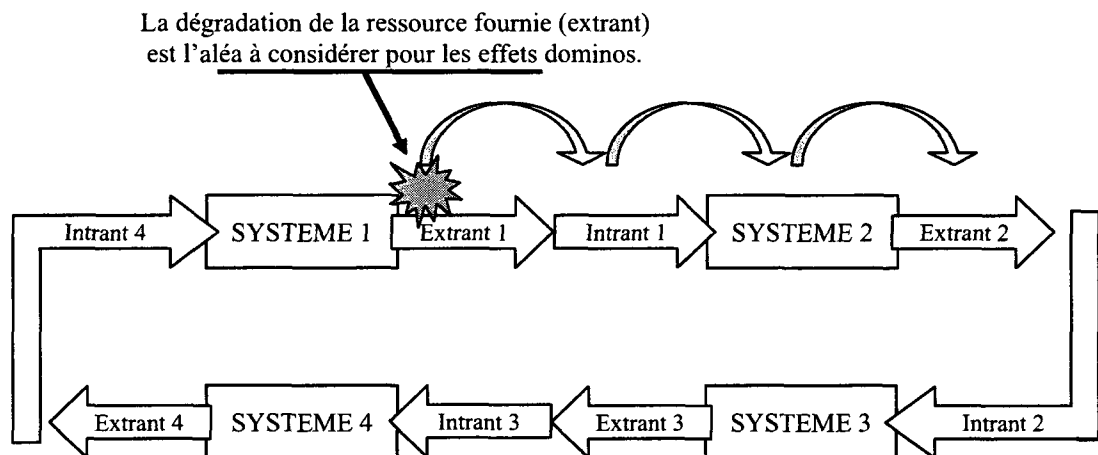 La dégradation de la ressource fournie (extrant)
est l'aléa à considérer pour les effets dominos.
Intrant 4 SYSTEME 1 Extrant 1 Intrant 1 SYSTEME 2 Extrant 2
Extrant 4 SYSTEME 4 Intrant 3 Extrant 3 SYSTEME 3 Intrant 2